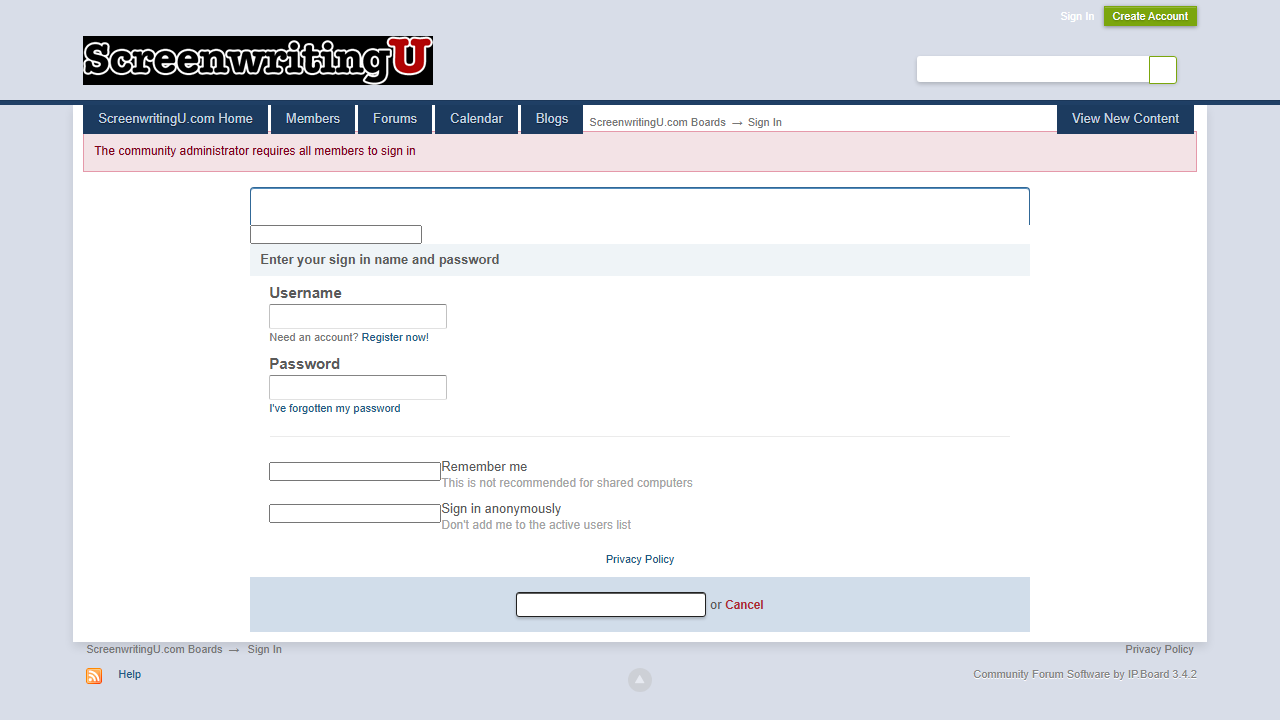 Sign In
Create Account
ScreenwritingU
ScreenwritingU.com Home
Members
Forums
Calendar
Blogs
ScreenwritingU.com Boards → Sign In
View New Content
The community administrator requires all members to sign in
Enter your sign in name and password
Username
Need an account? Register now!
Password
I've forgotten my password
Remember me
This is not recommended for shared computers
Sign in anonymously
Don't add me to the active users list
Privacy Policy
or Cancel
ScreenwritingU.com Boards → Sign In
Privacy Policy
Help
Community Forum Software by IP.Board 3.4.2